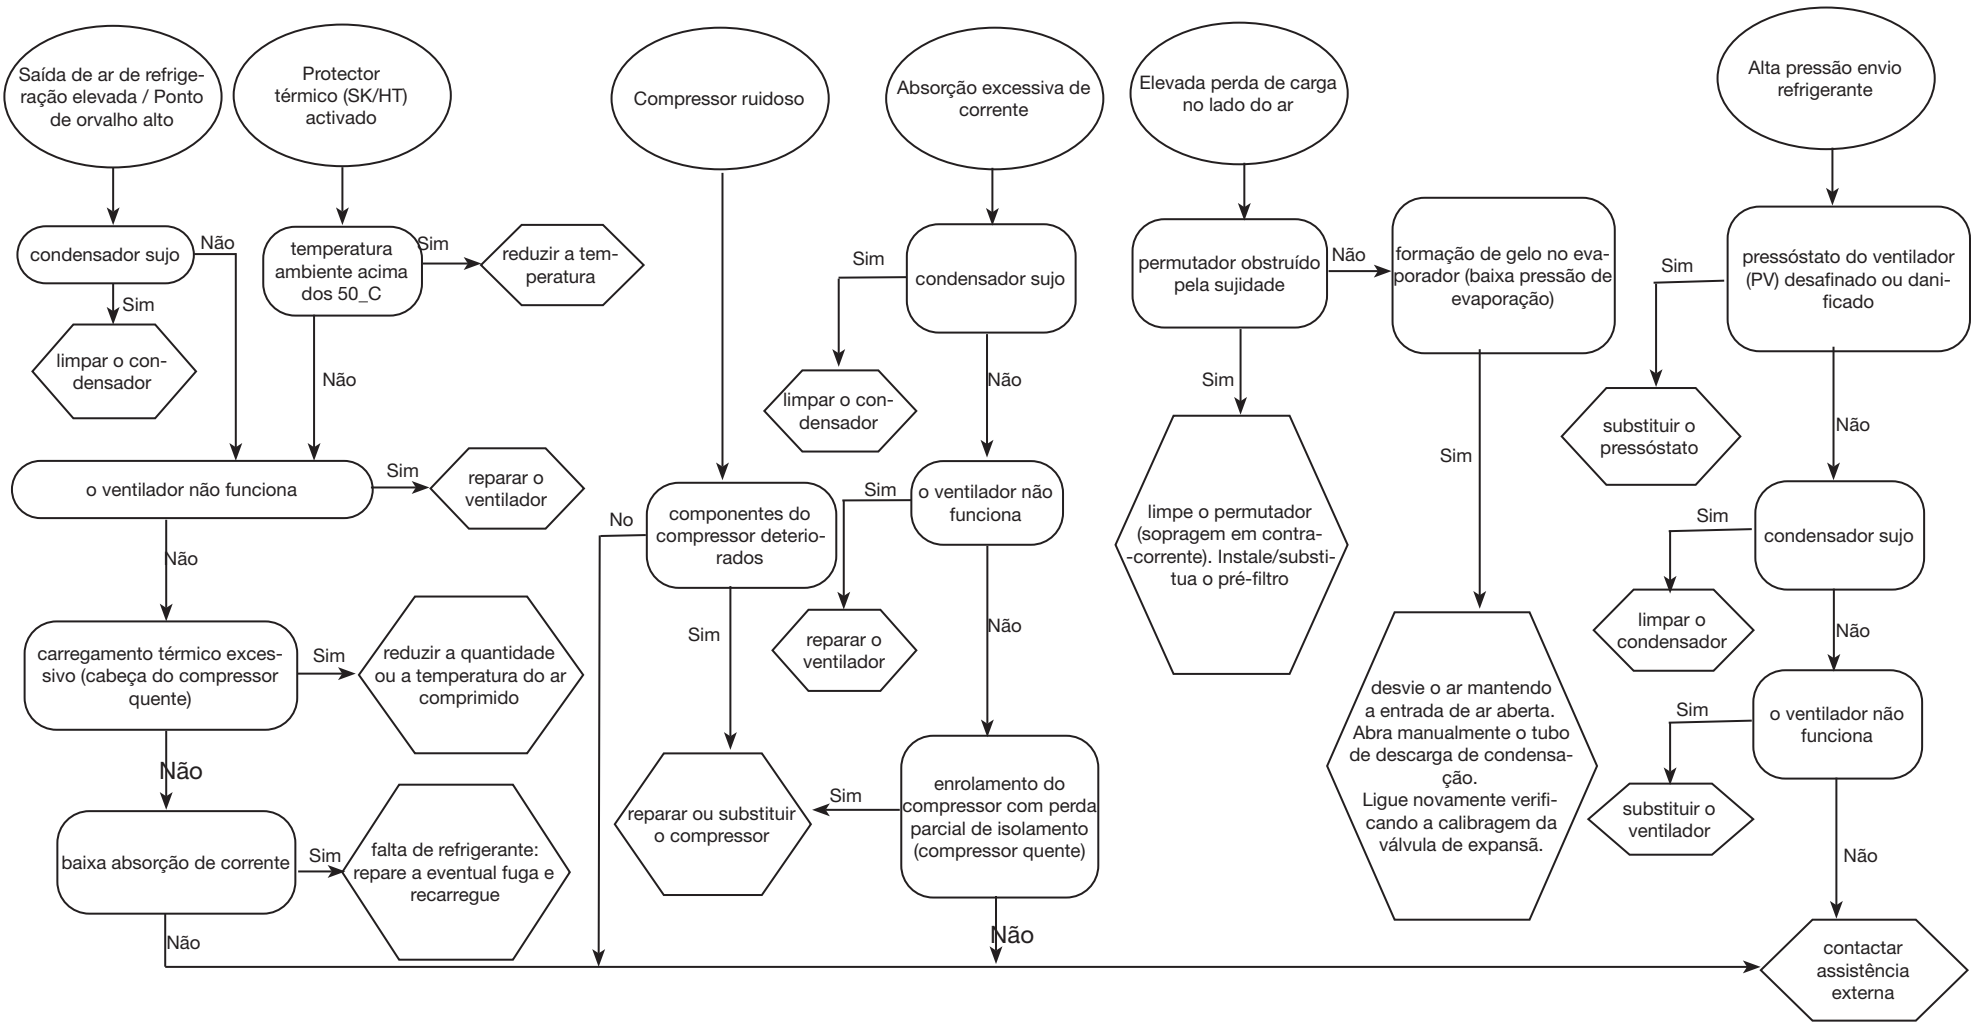 Saída de ar de refrige-
ração elevada / Ponto
de orvalho alto
condensador sujo
Não
Sim
limpar o con-
densador
Protector
térmico (SK/HT)
activado
temperatura
ambiente acima
dos 50_C
Sim
reduzir a tem-
peratura
Não
o ventilador não funciona
Sim
reparar o
ventilador
Não
carregamento térmico exces-
sivo (cabeça do compressor
quente)
Sim
reduzir a quantidade
ou a temperatura do ar
comprimido
Não
baixa absorção de corrente
Sim
falta de refrigerante:
repare a eventual fuga e
recarregue
Não
Compressor ruidoso
componentes do
compressor deterio-
rados
No
Sim
reparar ou substituir
o compressor
Absorção excessiva de
corrente
condensador sujo
Sim
limpar o con-
densador
Não
o ventilador não
funciona
Sim
reparar o
ventilador
Não
enrolamento do
compressor com perda
parcial de isolamento
(compressor quente)
Sim
Não
Elevada perda de carga
no lado do ar
permutador obstruído
pela sujidade
Não
Sim
limpe o permutador
(sopragem em contra-
-corrente). Instale/substi-
tua o pré-filtro
formação de gelo no eva-
porador (baixa pressão de
evaporação)
Sim
desvie o ar mantendo
a entrada de ar aberta.
Abra manualmente o tubo
de descarga de condensa-
ção.
Ligue novamente verifi-
cando a calibragem da
válvula de expansã.
Alta pressão envio
refrigerante
pressóstato do ventilador
(PV) desafinado ou dani-
ficado
Sim
substituir o
pressóstato
Não
condensador sujo
Sim
limpar o
condensador
Não
o ventilador não
funciona
Sim
substituir o
ventilador
Não
contactar
assistência
externa